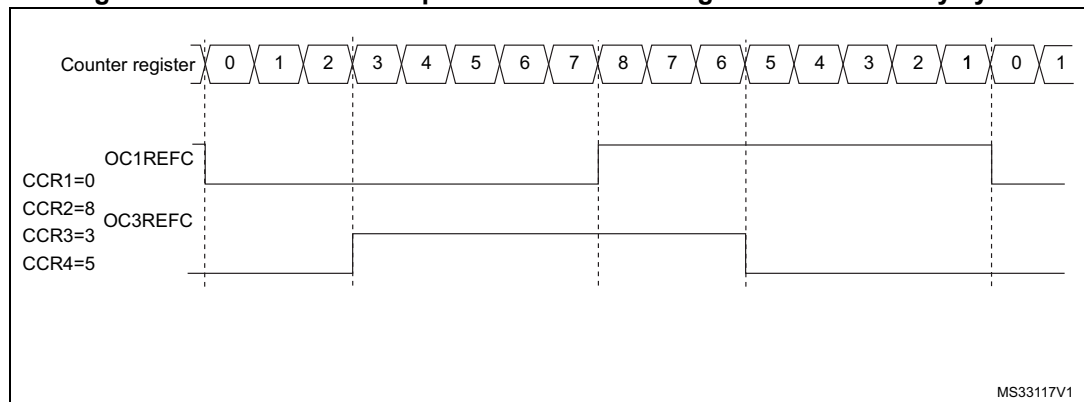 Counter register 0 1 2 3 4 5 6 7 8 7 6 5 4 3 2 1 0 1
OC1REFC
CCR1=0
CCR2=8
OC3REFC
CCR3=3
CCR4=5
MS33117V1